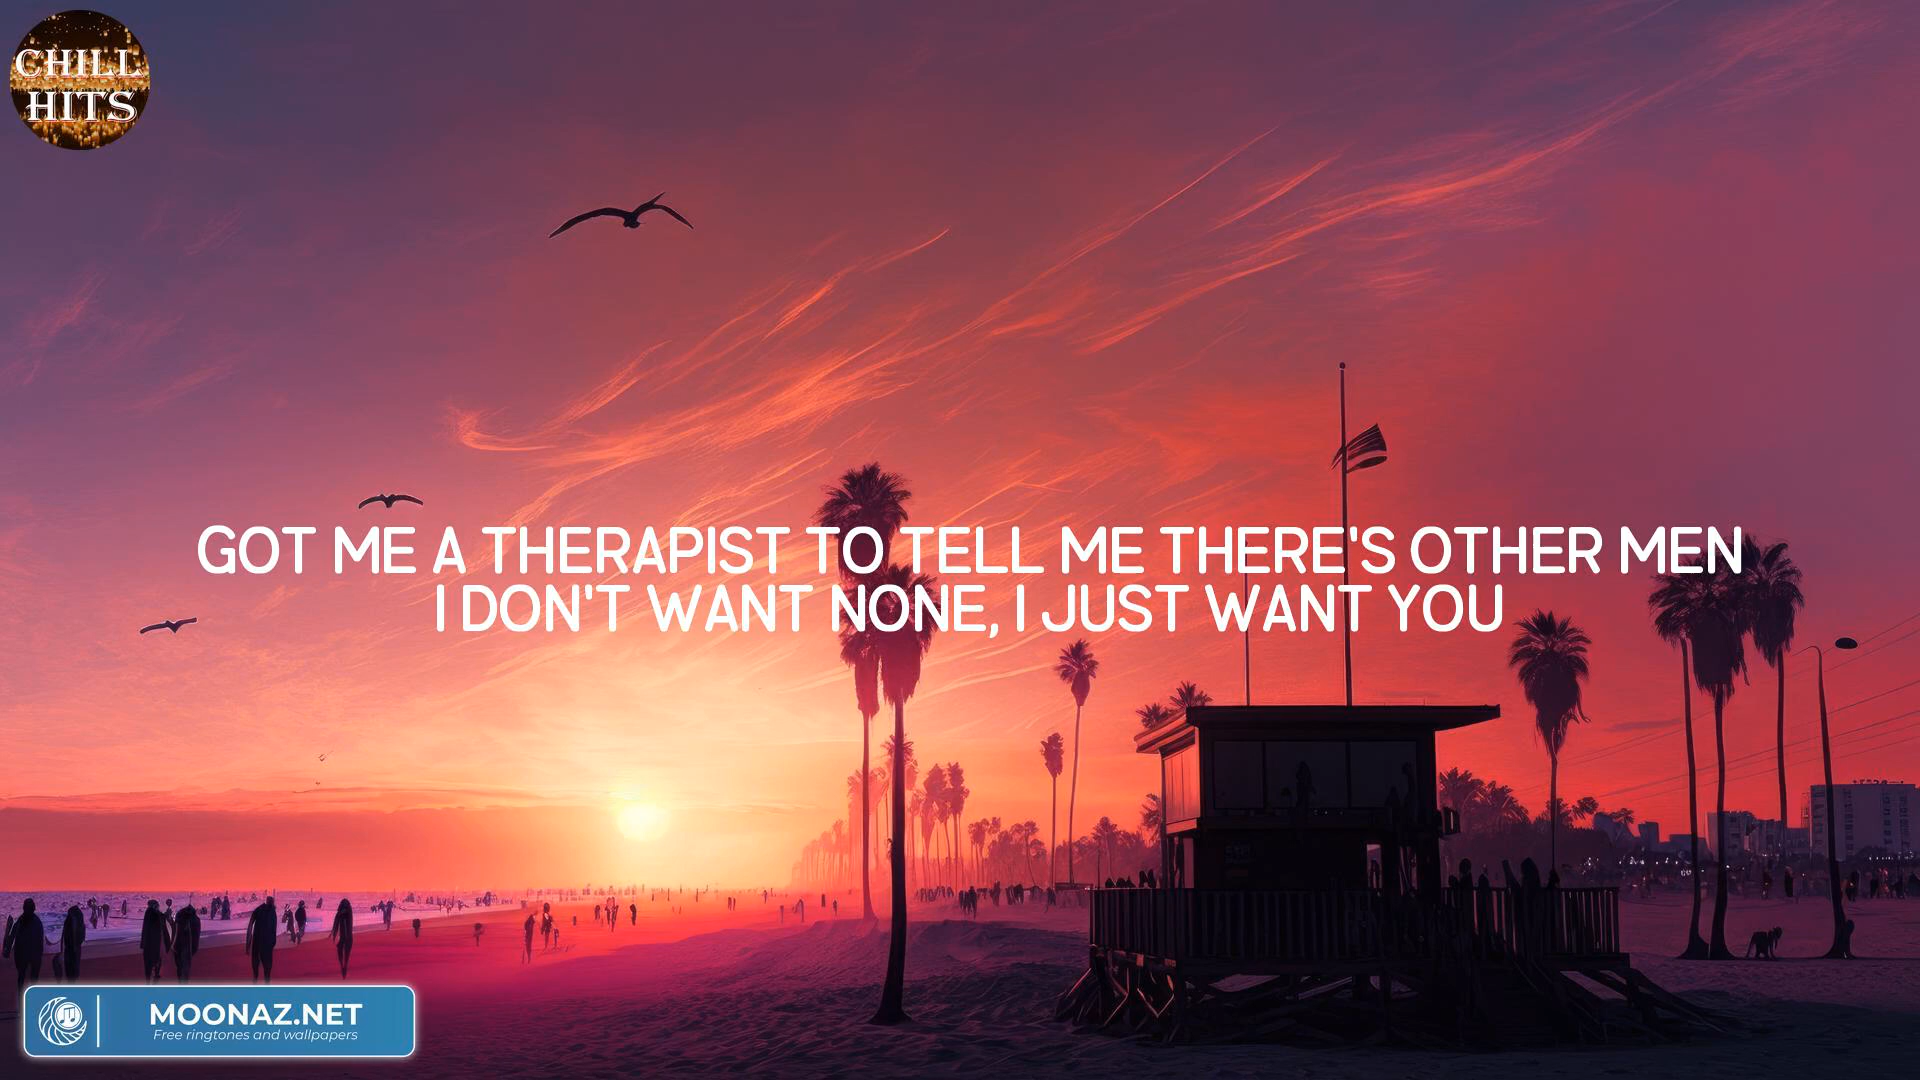 CHILL
HITS
GOT ME A THERAPIST TO TELL ME THERE'S OTHER MEN
I DON'T WANT NONE, I JUST WANT YOU
MOONAZ.NET
Free ringtones and wallpapers